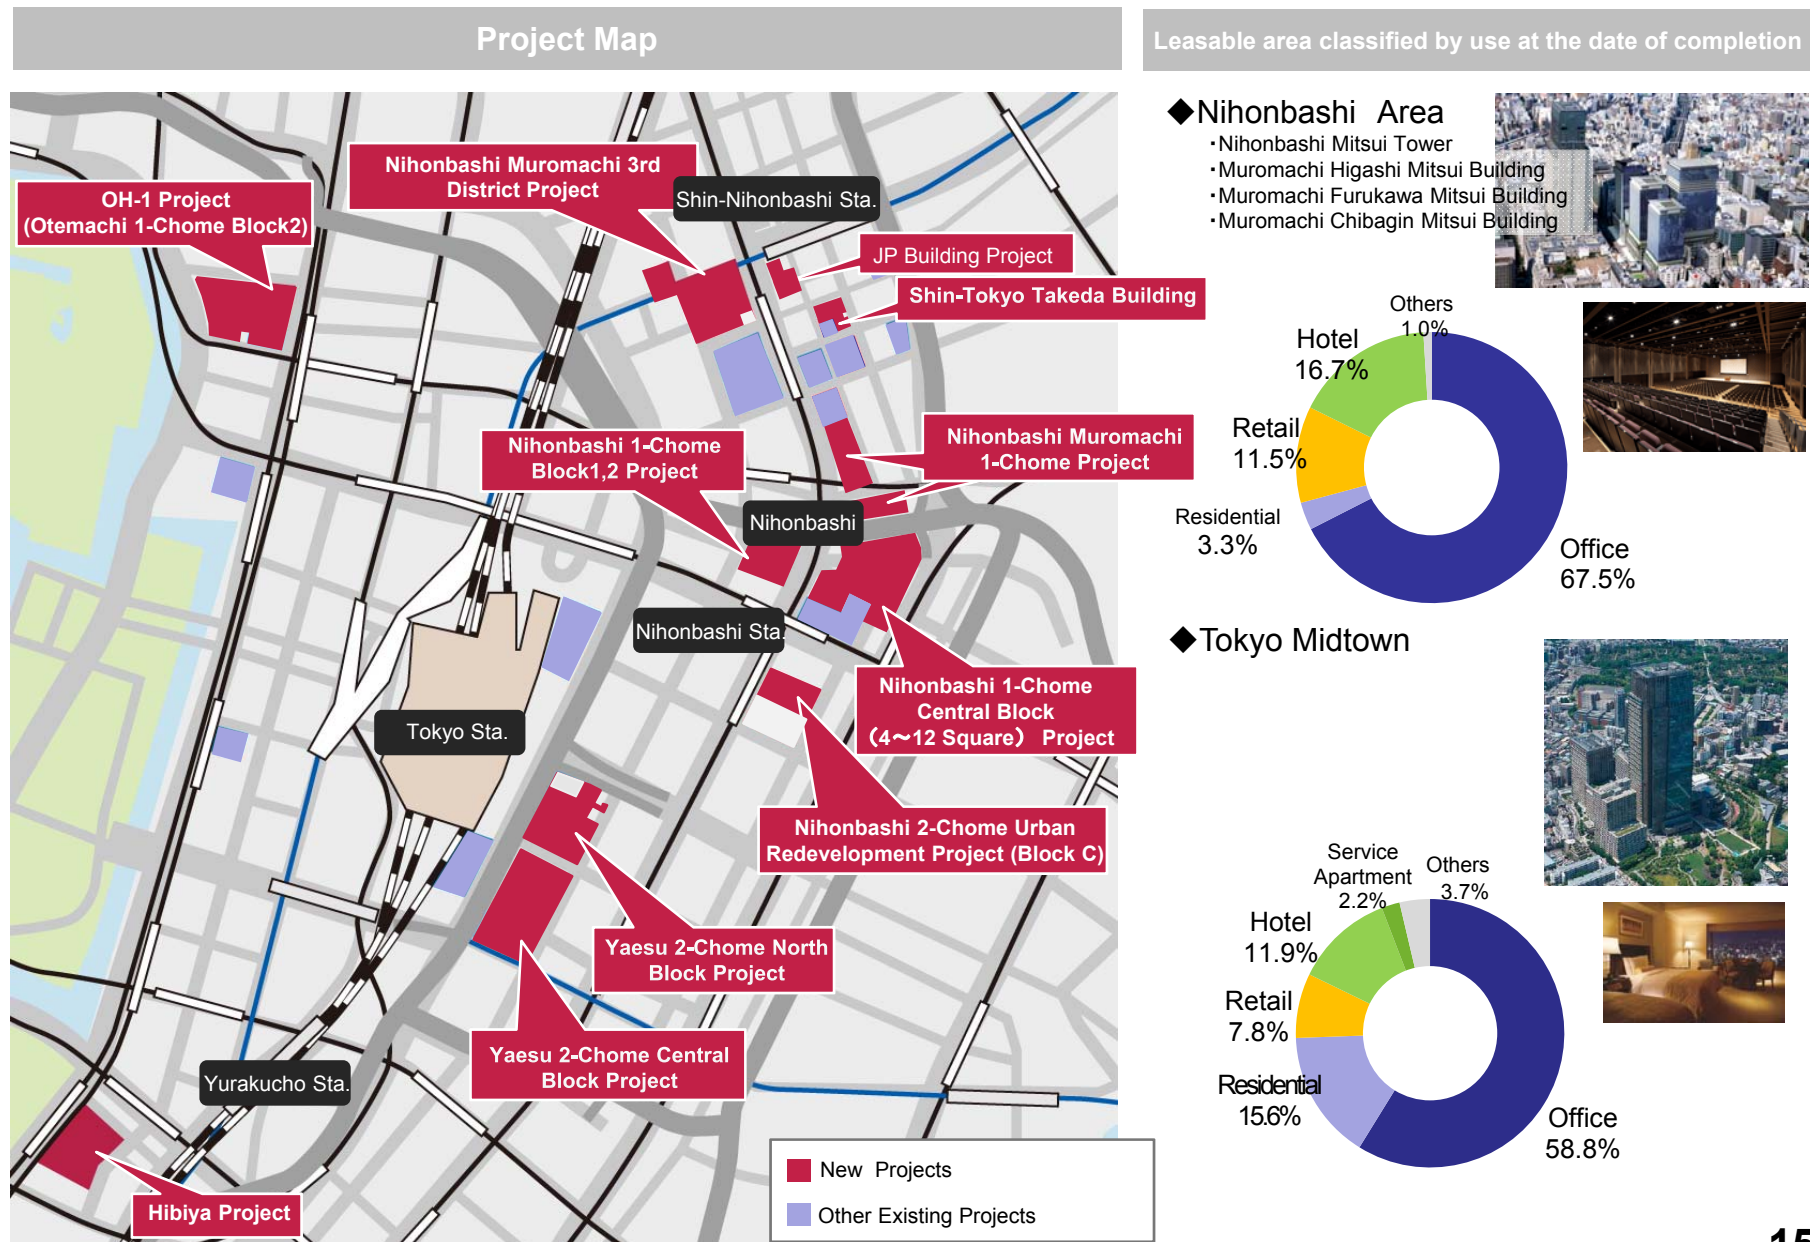 Project Map
Leasable area classified by use at the date of completion
OH-1 Project
(Otemachi 1-Chome Block2)
Nihonbashi Muromachi 3rd
District Project
Shin-Nihonbashi Sta.
JP Building Project
Shin-Tokyo Takeda Building
Nihonbashi 1-Chome
Block1,2 Project
Nihonbashi Muromachi
1-Chome Project
Nihonbashi
Nihonbashi Sta.
Tokyo Sta.
Nihonbashi 1-Chome
Central Block
（4～12 Square） Project
Nihonbashi 2-Chome Urban
Redevelopment Project (Block C)
Yaesu 2-Chome North
Block Project
Yaesu 2-Chome Central
Block Project
Yurakucho Sta.
Hibiya Project
New Projects
Other Existing Projects
◆Nihonbashi Area
・Nihonbashi Mitsui Tower
・Muromachi Higashi Mitsui Building
・Muromachi Furukawa Mitsui Building
・Muromachi Chibagin Mitsui Building
Others
1.0%
Hotel
16.7%
Retail
11.5%
Residential
3.3%
Office
67.5%
◆Tokyo Midtown
Service
Apartment
2.2%
Others
3.7%
Hotel
11.9%
Retail
7.8%
Residential
15.6%
Office
58.8%
15